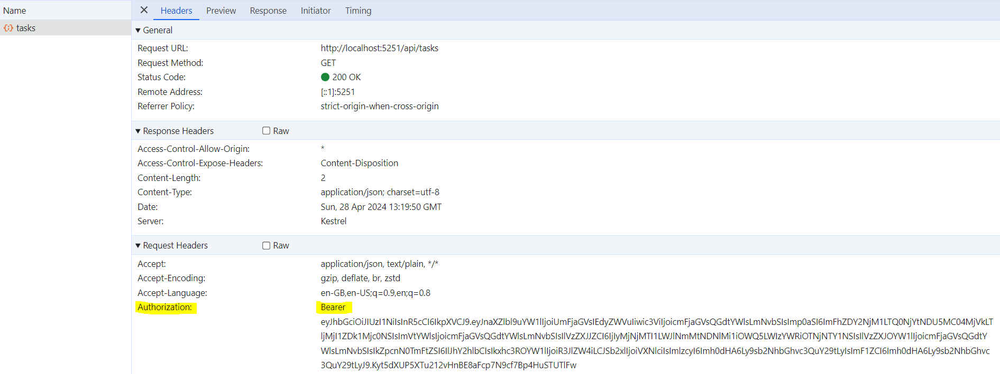 Name
Headers Preview Response Initiator Timing
tasks
General
Request URL: http://localhost:5251/api/tasks
Request Method: GET
Status Code: 200 OK
Remote Address: [::1]:5251
Referrer Policy: strict-origin-when-cross-origin
Response Headers Raw
Access-Control-Allow-Origin: *
Access-Control-Expose-Headers: Content-Disposition
Content-Length: 2
Content-Type: application/json; charset=utf-8
Date: Sun, 28 Apr 2024 13:19:50 GMT
Server: Kestrel
Request Headers Raw
Accept: application/json, text/plain, */*
Accept-Encoding: gzip, deflate, br, zstd
Accept-Language: en-GB,en-US;q=0.9,en;q=0.8
Authorization: Bearer
eyJhbGciOiJIUzI1NiIsInR5cCI6IkpXVCJ9.eyJnaXZlbl9uYW1lIjoiUmFjaGVsIEdyZWVuIiwic3ViIjoicmFjaGVsQGdtYWlsLmNvbSIsImp0aSI6ImFhZDY2NjM1LTQ0NjYtNDU5MC04MjVkLT
ljMjI1ZDk1Mjc0NSIsImVtYWlsIjoicmFjaGVsQGdtYWlsLmNvbSIsIlVzZXJJZCI6IjIyMjNjMTI1LWJlNmMtNDNlMi1iOWQ5LWIzYWRiOTNjNTY1NSIsIlVzZXJOYW1lIjoicmFjaGVsQGdtY
WlsLmNvbSIsIkZpcnN0TmFtZSI6IlJhY2hlbCIsIkxhc3ROYW1lIjoiR3JlZW4iLCJSb2xlIjoiVXNlciIsImlzcyI6Imh0dHA6Ly9sb2NhbGhvc3QuY29tLyIsImF1ZCI6Imh0dHA6Ly9sb2NhbGhvc
3QuY29tLyJ9.Kyt5dXUP5XTu212vHnBE8aFcp7N9cf7Bp4HuSTUTlFw